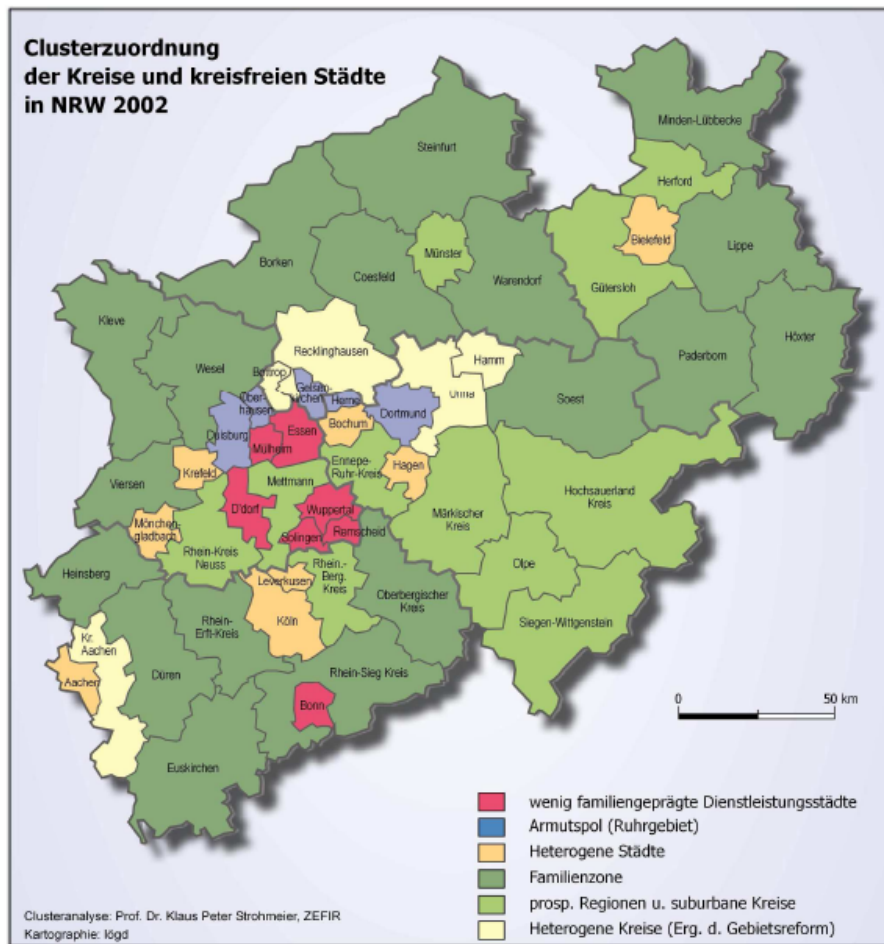 Clusterzuordnung
der Kreise und kreisfreien Städte
in NRW 2002
Minden-Lübbecke
Steinfurt
Herford
Bielefeld
Münster
Lippe
Borken
Coesfeld
Warendorf
Gütersloh
Kleve
Höxter
Recklinghausen
Paderborn
Wesel
Hamm
Bottrop
Unna
Gelsen-
kirchen
Soest
Ober-
hausen
Herne
Dortmund
Essen
Bochum
Duisburg
Mülheim
Ennepe-
Ruhr-Kreis
Hagen
Krefeld
Mettmann
Viersen
Hochsauerland
Kreis
D'dorf
Wuppertal
Märkischer
Kreis
Mönchen-
gladbach
Solingen
Remscheid
Rhein-Kreis
Neuss
Rhein.-
Berg.
Kreis
Olpe
Heinsberg
Leverkusen
Oberbergischer
Kreis
Rhein-
Erft-Kreis
Köln
Siegen-Wittgenstein
Kr.
Aachen
Aachen
Düren
Rhein-Sieg Kreis
Bonn
0 50 km
Euskirchen
wenig familiengeprägte Dienstleistungsstädte
Armutspol (Ruhrgebiet)
Heterogene Städte
Familienzone
prosp. Regionen u. suburbane Kreise
Heterogene Kreise (Erg. d. Gebietsreform)
Clusteranalyse: Prof. Dr. Klaus Peter Strohmeier, ZEFIR
Kartographie: lögd